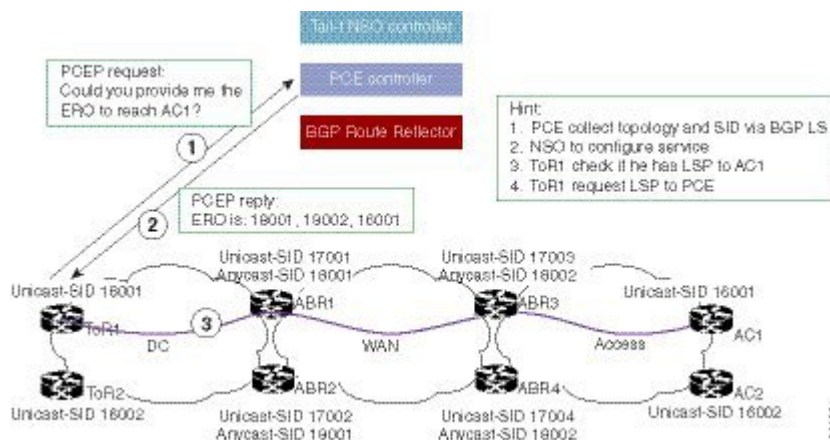 Tail-f NSO controller
PCEP request:
Could you provide me the
ERO to reach AC1?
PCE controller
BGP Route Reflector
1
Hint:
1. PCE collect topology and SID via BGP LS
2. NSO to configure service
3. ToR1 check if he has LSP to AC1
4. ToR1 request LSP to PCE
2
PCEP reply:
ERO is: 18001, 18002, 16001
Unicast-SID 17001
Anycast-SID 18001
Unicast-SID 17003
Anycast-SID 18002
Unicast-SID 16001
Unicast-SID 16001
ToR1
ABR1
ABR3
AC1
3
DC
WAN
Access
ToR2
ABR2
ABR4
AC2
Unicast-SID 16002
Unicast-SID 17002
Anycast-SID 18001
Unicast-SID 17004
Anycast-SID 18002
Unicast-SID 16002